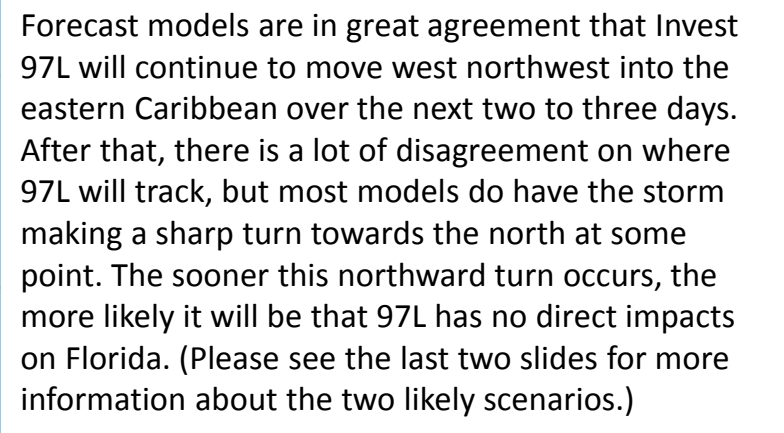 Forecast models are in great agreement that Invest
97L will continue to move west northwest into the
eastern Caribbean over the next two to three days.
After that, there is a lot of disagreement on where
97L will track, but most models do have the storm
making a sharp turn towards the north at some
point. The sooner this northward turn occurs, the
more likely it will be that 97L has no direct impacts
on Florida. (Please see the last two slides for more
information about the two likely scenarios.)